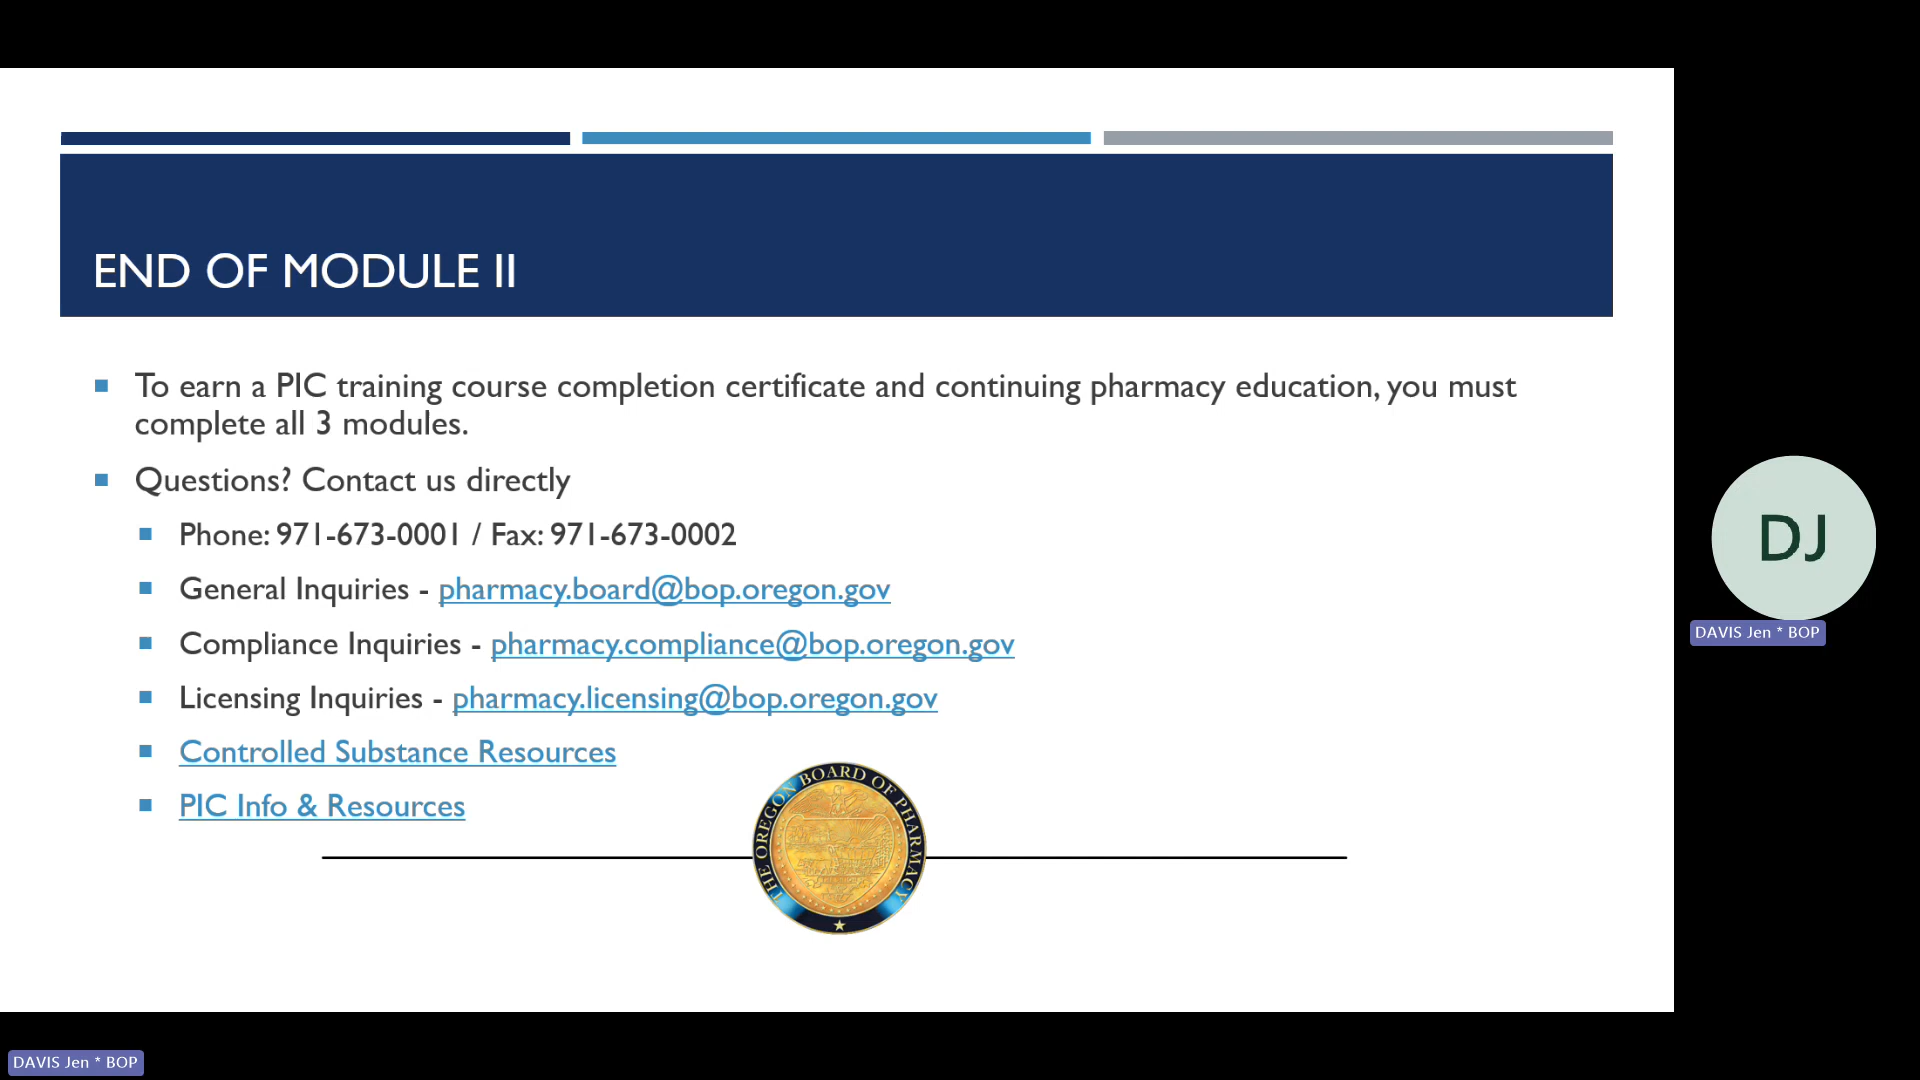 END OF MODULE II
To earn a PIC training course completion certificate and continuing pharmacy education, you must
complete all 3 modules.
Questions? Contact us directly
Phone: 971-673-0001 / Fax: 971-673-0002
General Inquiries - pharmacy.board@bop.oregon.gov
Compliance Inquiries - pharmacy.compliance@bop.oregon.gov
Licensing Inquiries - pharmacy.licensing@bop.oregon.gov
Controlled Substance Resources
PIC Info & Resources
THE OREGON BOARD OF PHARMACY
DJ
DAVIS Jen * BOP
DAVIS Jen * BOP